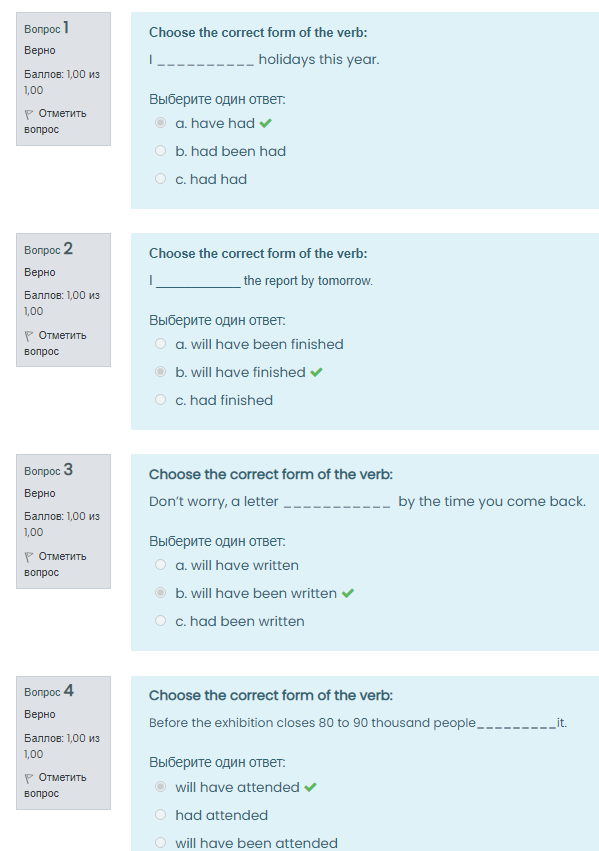 Вопрос 1
Верно
Баллов: 1,00 из
1,00
Отметить
вопрос
Choose the correct form of the verb:
I __________ holidays this year.
Выберите один ответ:
a. have had
b. had been had
c. had had
Вопрос 2
Верно
Баллов: 1,00 из
1,00
Отметить
вопрос
Choose the correct form of the verb:
I ____________ the report by tomorrow.
Выберите один ответ:
a. will have been finished
b. will have finished
c. had finished
Вопрос 3
Верно
Баллов: 1,00 из
1,00
Отметить
вопрос
Choose the correct form of the verb:
Don’t worry, a letter ___________ by the time you come back.
Выберите один ответ:
a. will have written
b. will have been written
c. had been written
Вопрос 4
Верно
Баллов: 1,00 из
1,00
Отметить
вопрос
Choose the correct form of the verb:
Before the exhibition closes 80 to 90 thousand people_________it.
Выберите один ответ:
will have attended
had attended
will have been attended